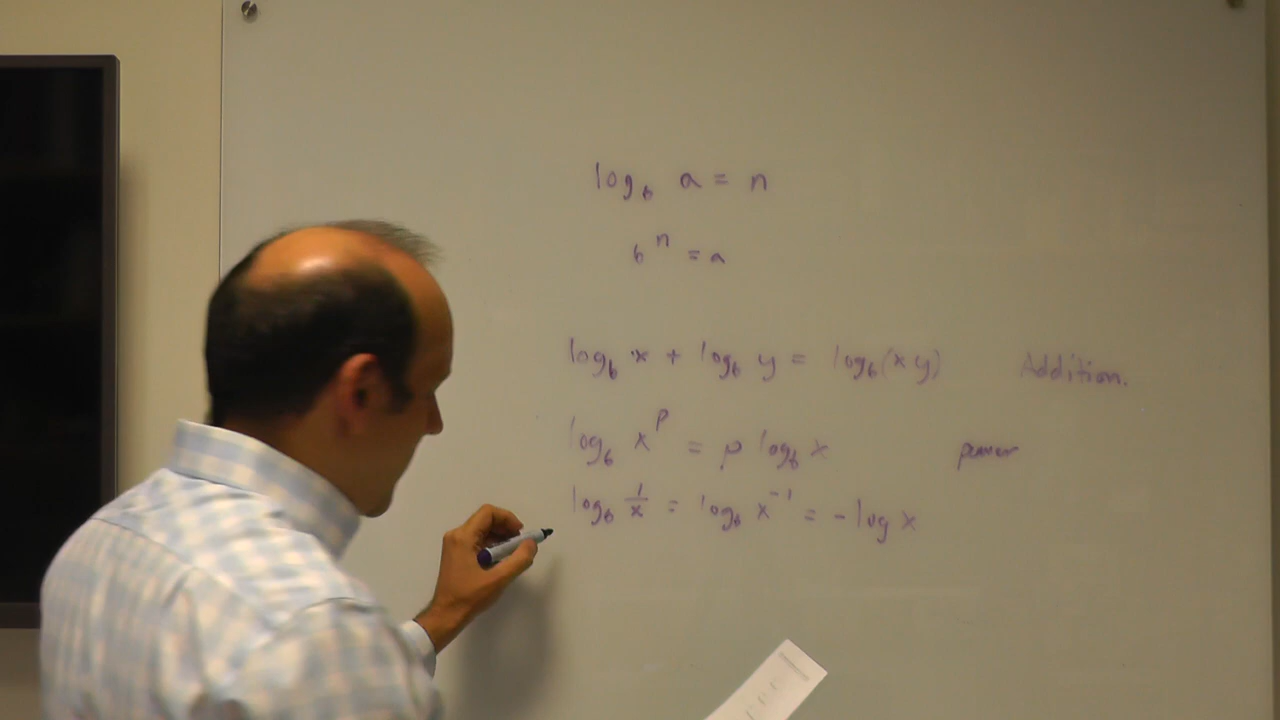 log_b a = n
b^n = a
log_b x + log_b y = log_b(xy) Addition.
log_b x^p = p log_b x power
log_b 1/x = log_b x^-1 = -log x